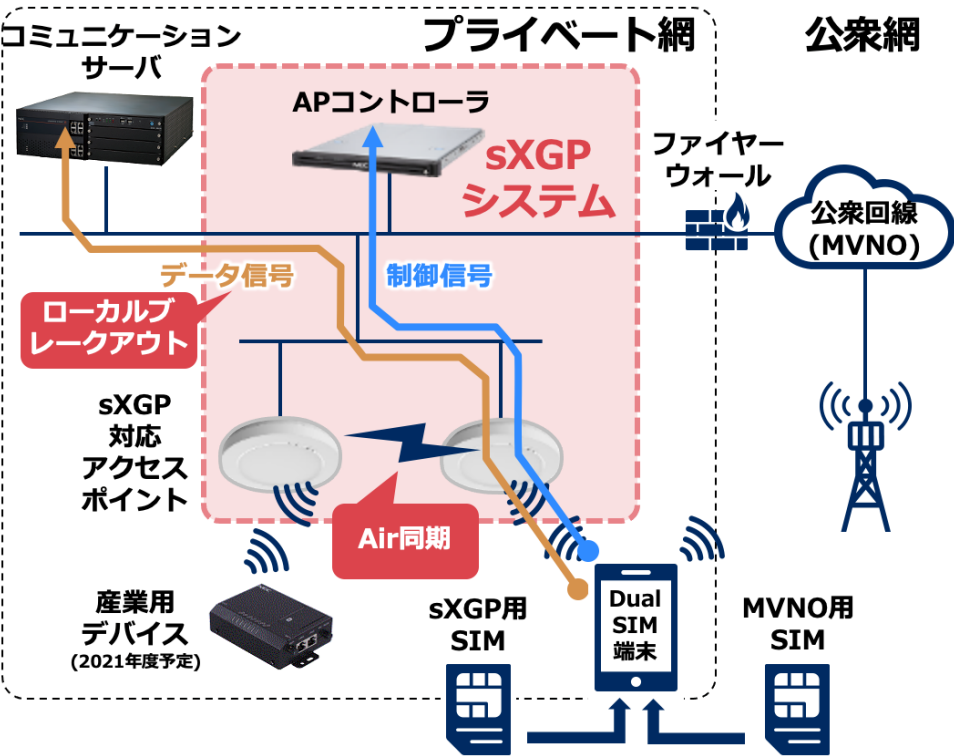 プライベート網
公衆網
コミュニケーション
サーバ
APコントローラ
NEC
sXGP
システム
ファイヤー
ウォール
公衆回線
(MVNO)
データ信号
制御信号
ローカルブ
レークアウト
sXGP
対応
アクセス
ポイント
Air同期
産業用
デバイス
(2021年度予定)
sXGP用
SIM
Dual
SIM
端末
MVNO用
SIM